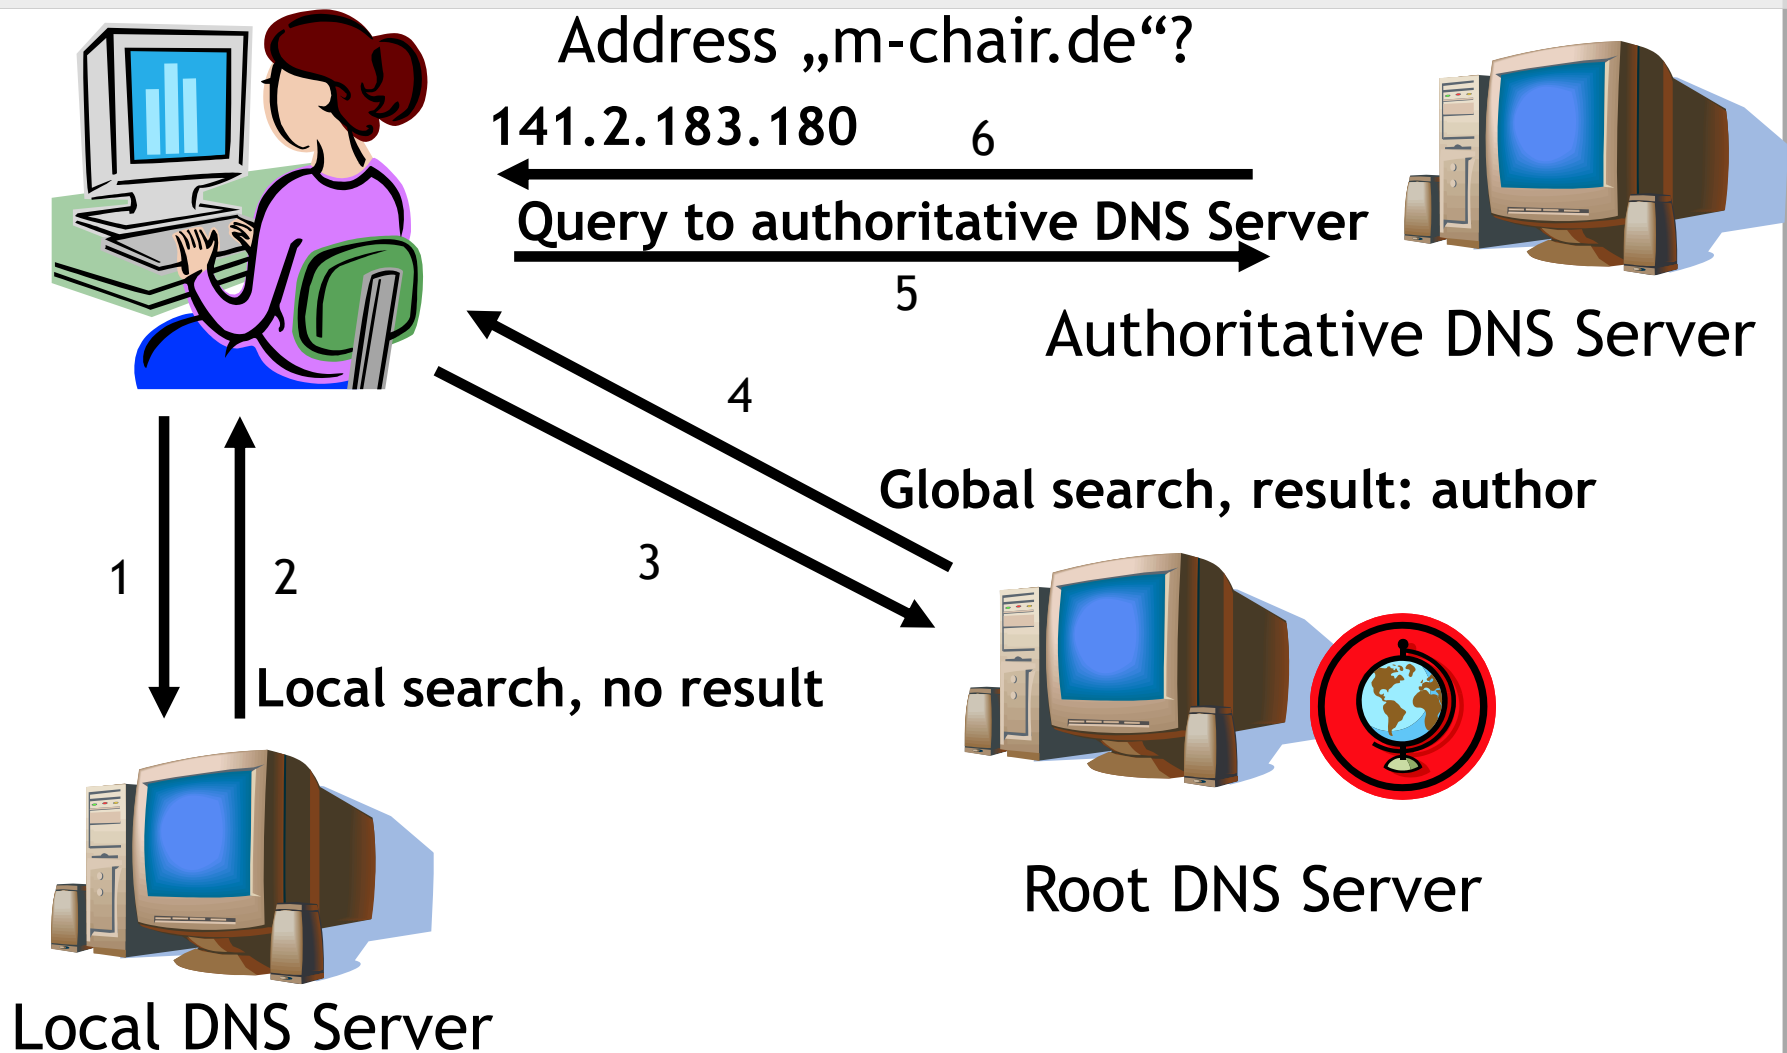 Address „m-chair.de“?
141.2.183.180
6
Query to authoritative DNS Server
5
Authoritative DNS Server
4
Global search, result: author
3
1
2
Local search, no result
Root DNS Server
Local DNS Server